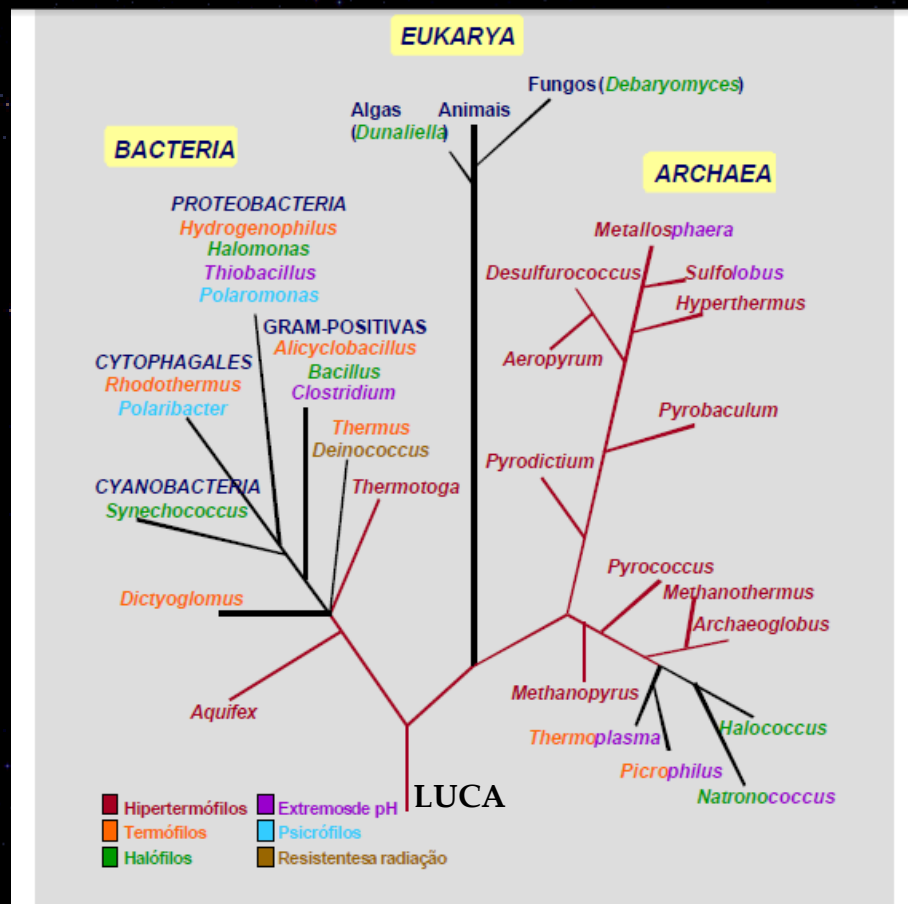 EUKARYA
Fungos (Debaryomyces)
Algas
(Dunaliella)
Animais
BACTERIA
ARCHAEA
PROTEOBACTERIA
Hydrogenophilus
Halomonas
Thiobacillus
Polaromonas
GRAM-POSITIVAS
Alicyclobacillus
Bacillus
Clostridium
CYTOPHAGALES
Rhodothermus
Polaribacter
Thermus
Deinococcus
CYANOBACTERIA
Synechococcus
Thermotoga
Dictyoglomus
Aquifex
Metallosphaera
Desulfurococcus
Sulfolobus
Hyperthermus
Aeropyrum
Pyrobaculum
Pyrodictium
Pyrococcus
Methanothermus
Archaeoglobus
Methanopyrus
Thermoplasma
Halococcus
Picrophilus
Natronococcus
LUCA
Hipertermófilos
Extremosde pH
Termófilos
Psicrófilos
Halófilos
Resistentesa radiação